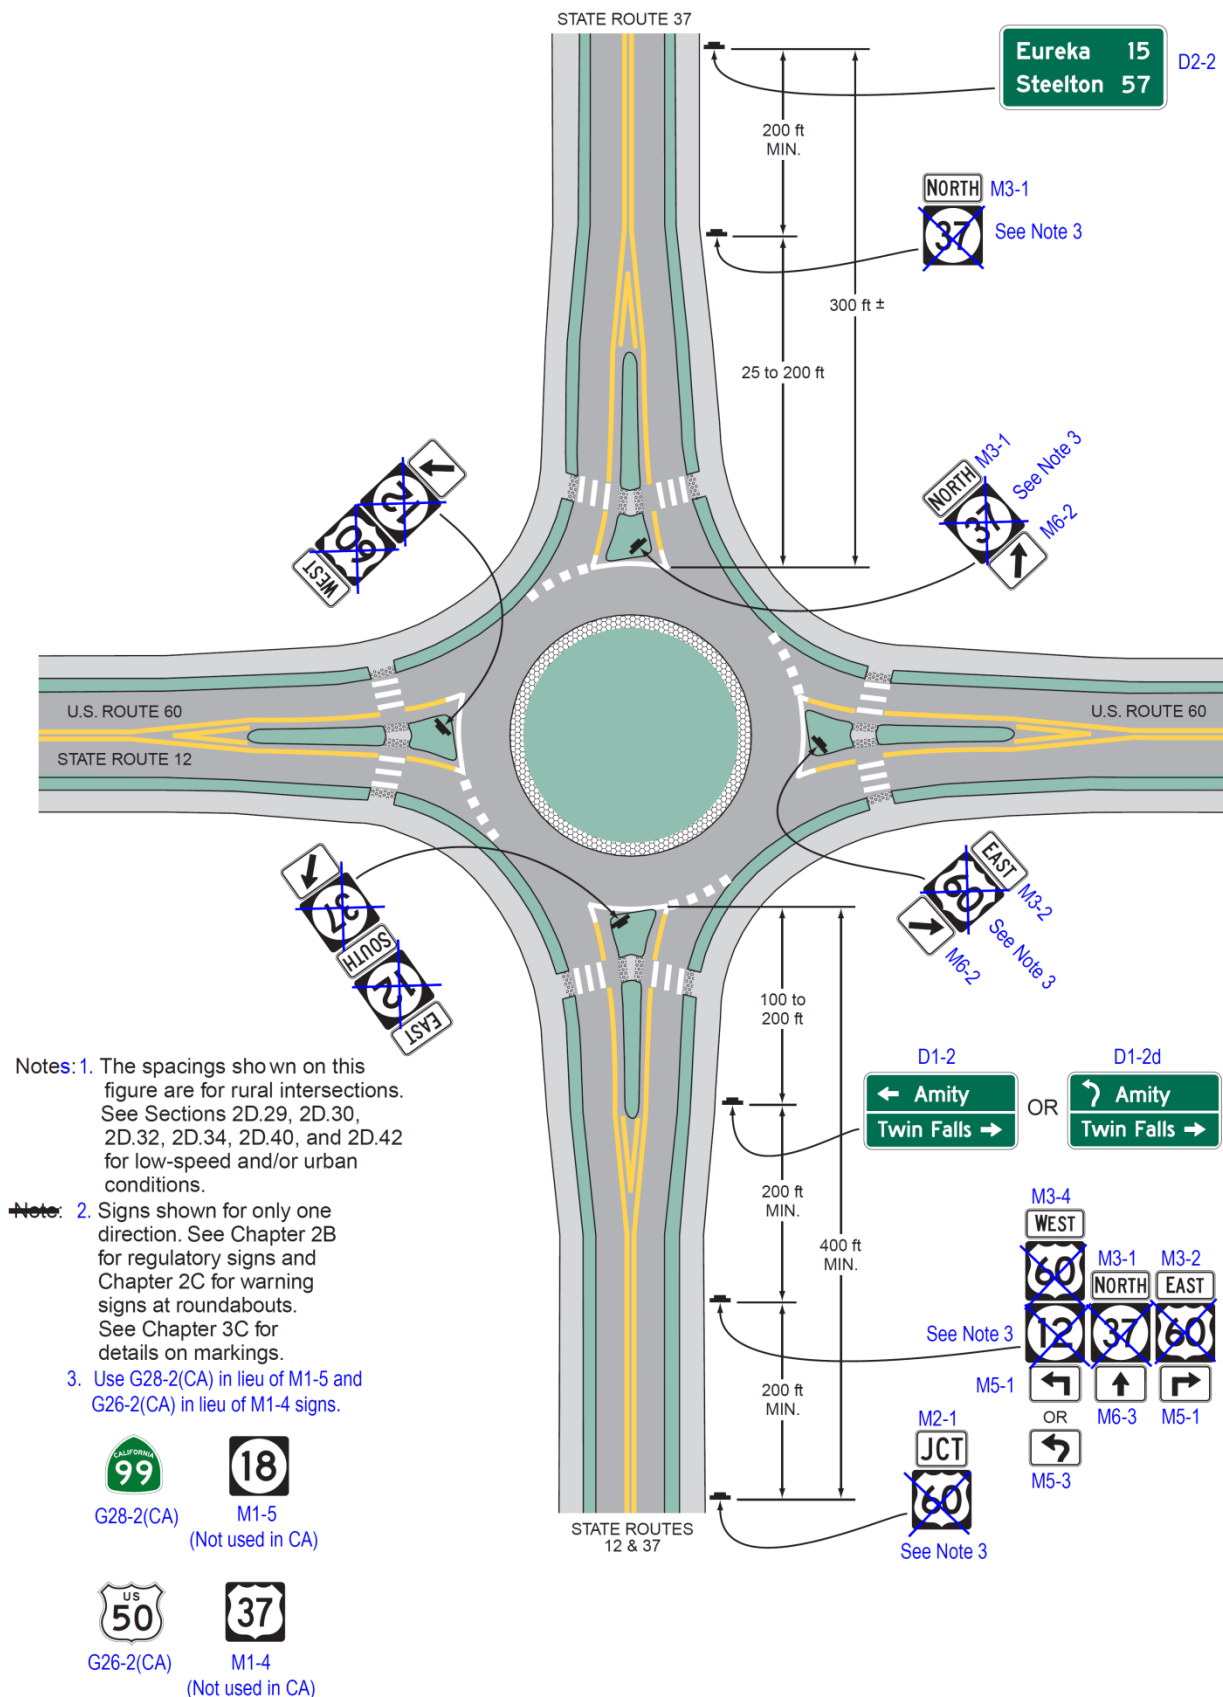 STATE ROUTE 37
Eureka 15
Steelton 57
D2-2
200 ft
MIN.
NORTH M3-1
37
See Note 3
300 ft ±
25 to 200 ft
NORTH M3-1
37 See Note 3
M6-2
12
60
WEST
U.S. ROUTE 60
STATE ROUTE 12
U.S. ROUTE 60
37
SOUTH
12
EAST
EAST M3-2
60 See Note 3
M6-2
100 to
200 ft
D1-2
Amity
Twin Falls
OR
D1-2d
Amity
Twin Falls
200 ft
MIN.
400 ft
MIN.
M3-4
WEST
60
12
M3-1
NORTH
37
M3-2
EAST
60
See Note 3
M5-1
M6-3
M5-1
OR
M5-3
200 ft
MIN.
M2-1
JCT
60
See Note 3
STATE ROUTES
12 & 37
Notes: 1. The spacings shown on this
figure are for rural intersections.
See Sections 2D.29, 2D.30,
2D.32, 2D.34, 2D.40, and 2D.42
for low-speed and/or urban
conditions.
Note: 2. Signs shown for only one
direction. See Chapter 2B
for regulatory signs and
Chapter 2C for warning
signs at roundabouts.
See Chapter 3C for
details on markings.
3. Use G28-2(CA) in lieu of M1-5 and
G26-2(CA) in lieu of M1-4 signs.
CALIFORNIA
99
G28-2(CA)
18
M1-5
(Not used in CA)
US
50
G26-2(CA)
37
M1-4
(Not used in CA)